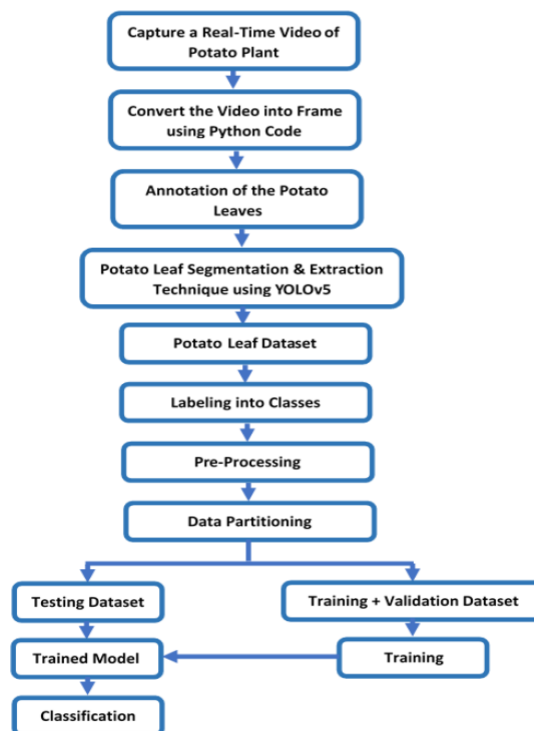 Capture a Real-Time Video of
Potato Plant
Convert the Video into Frame
using Python Code
Annotation of the Potato
Leaves
Potato Leaf Segmentation & Extraction
Technique using YOLOv5
Potato Leaf Dataset
Labeling into Classes
Pre-Processing
Data Partitioning
Testing Dataset
Training + Validation Dataset
Trained Model
Training
Classification